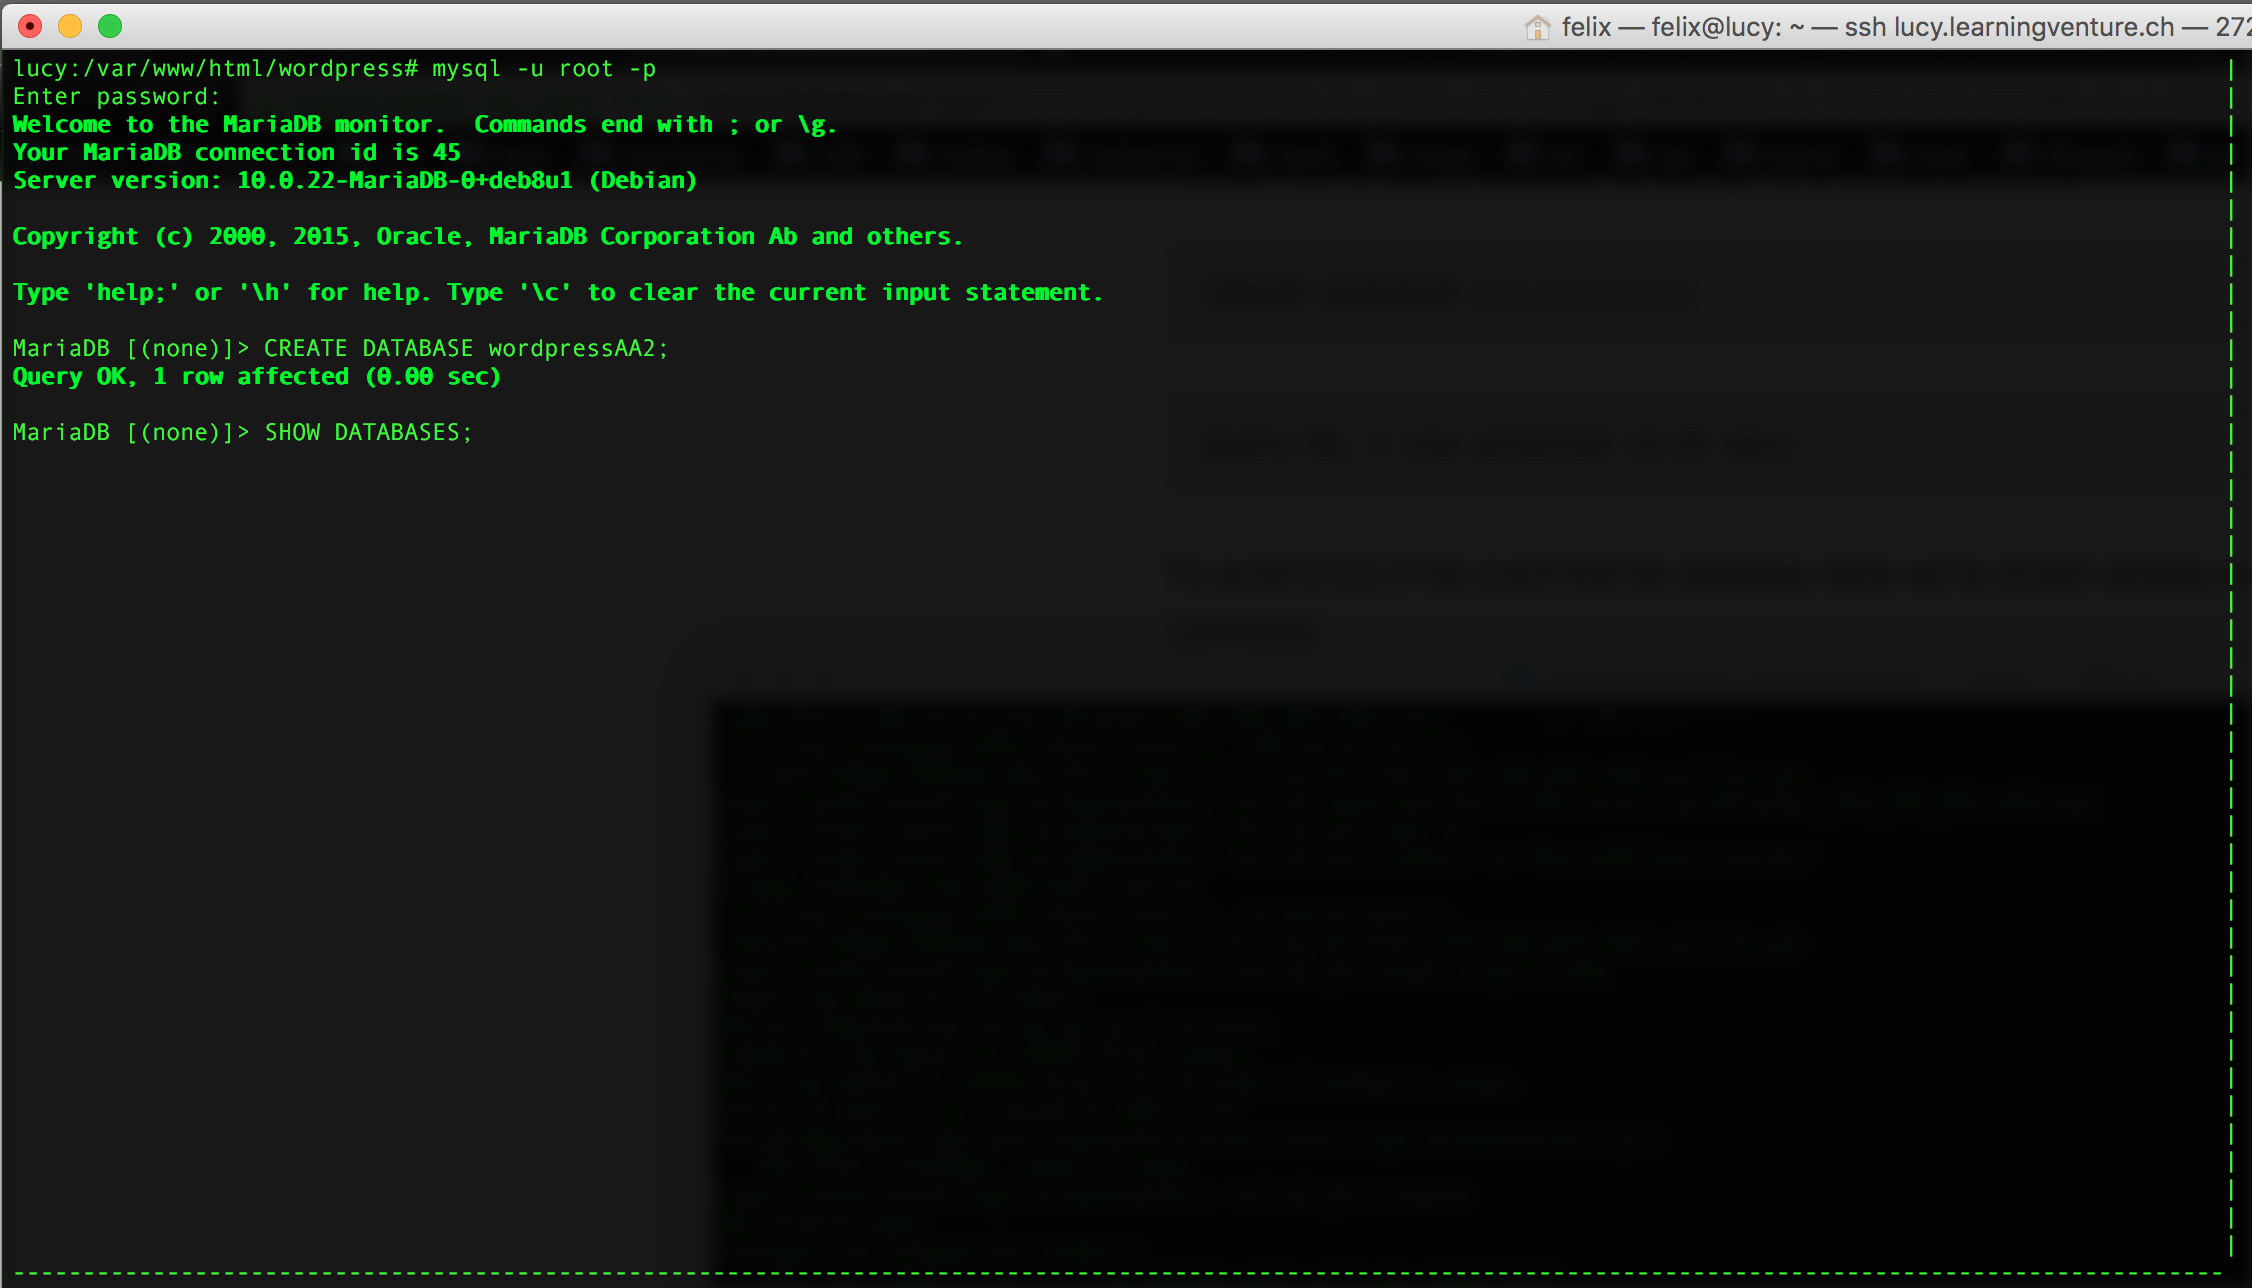 felix — felix@lucy: ~ — ssh lucy.learningventure.ch — 272
lucy:/var/www/html/wordpress# mysql -u root -p
Enter password:
Welcome to the MariaDB monitor.  Commands end with ; or \g.
Your MariaDB connection id is 45
Server version: 10.0.22-MariaDB-0+deb8u1 (Debian)
Copyright (c) 2000, 2015, Oracle, MariaDB Corporation Ab and others.
Type 'help;' or '\h' for help. Type '\c' to clear the current input statement.
MariaDB [(none)]> CREATE DATABASE wordpressAA2;
Query OK, 1 row affected (0.00 sec)
MariaDB [(none)]> SHOW DATABASES;